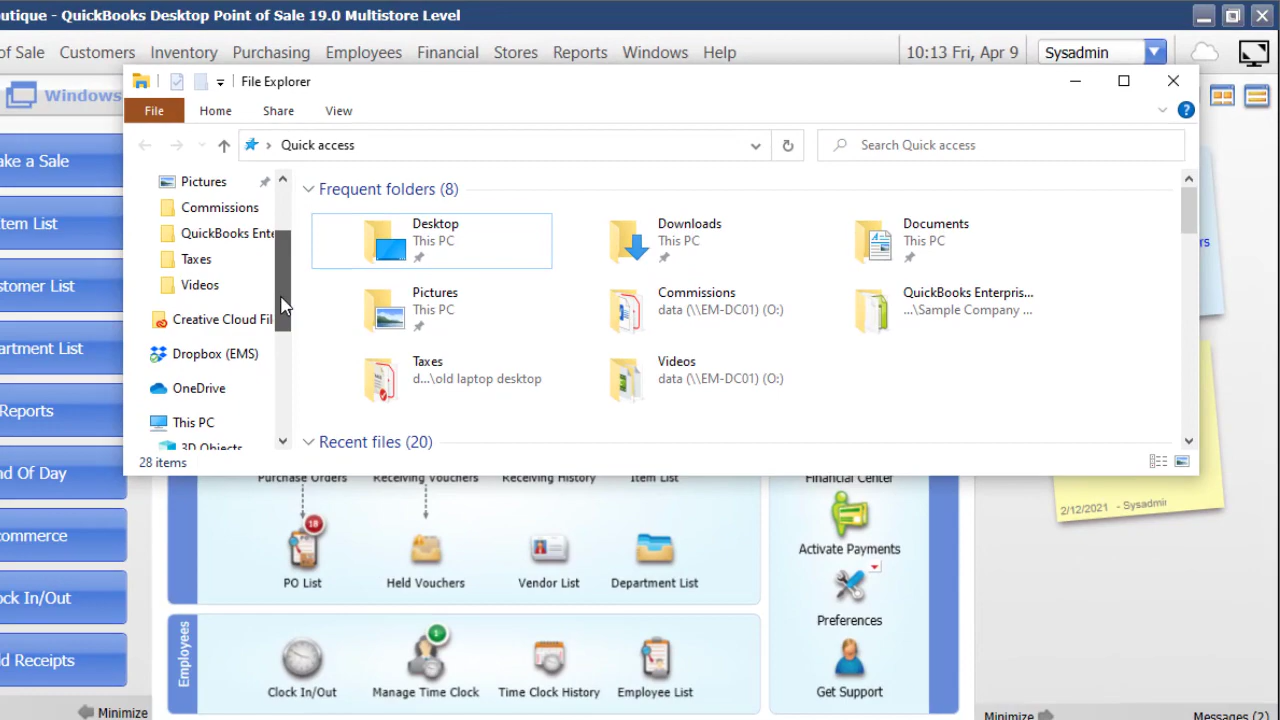 outique - QuickBooks Desktop Point of Sale 19.0 Multistore Level
of Sale Customers Inventory Purchasing Employees Financial Stores Reports Windows Help 10:13 Fri, Apr 9 Sysadmin
File Explorer
Windows
File Home Share View
Quick access
Search Quick access
ake a Sale
tem List
stomer List
artment List
Reports
nd Of Day
commerce
ock In/Out
ld Receipts
Minimize
Pictures
Commissions
QuickBooks Ente
Taxes
Videos
Creative Cloud Fil
Dropbox (EMS)
OneDrive
This PC
3D Objects
28 items
Frequent folders (8)
Desktop
This PC
Downloads
This PC
Documents
This PC
Pictures
This PC
Commissions
data (\\EM-DC01) (O:)
QuickBooks Enterpris...
...\Sample Company ...
Taxes
d...\old laptop desktop
Videos
data (\\EM-DC01) (O:)
Recent files (20)
rs
Purchase Orders Receiving Vouchers Receiving History Item List
18
PO List Held Vouchers Vendor List Department List
Employees
1
Clock In/Out Manage Time Clock Time Clock History Employee List
Financial Center
Activate Payments
Preferences
Get Support
2/12/2021 - Sysadmin
Minimize
Messages (2)